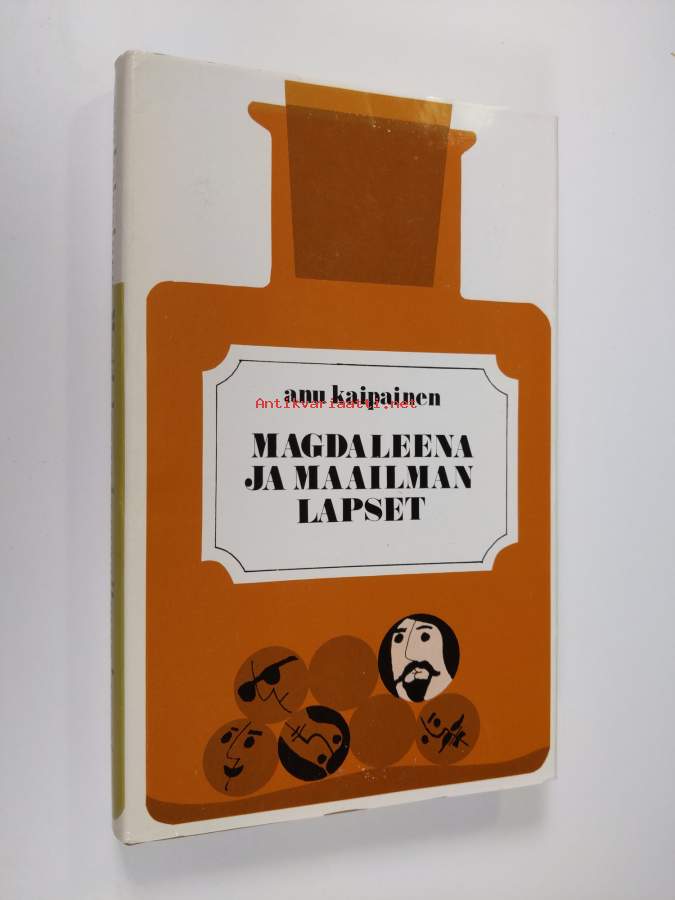 anu kaipainen
Antikvariaatti.net
MAGDALEENA
JA MAAILMAN
LAPSET